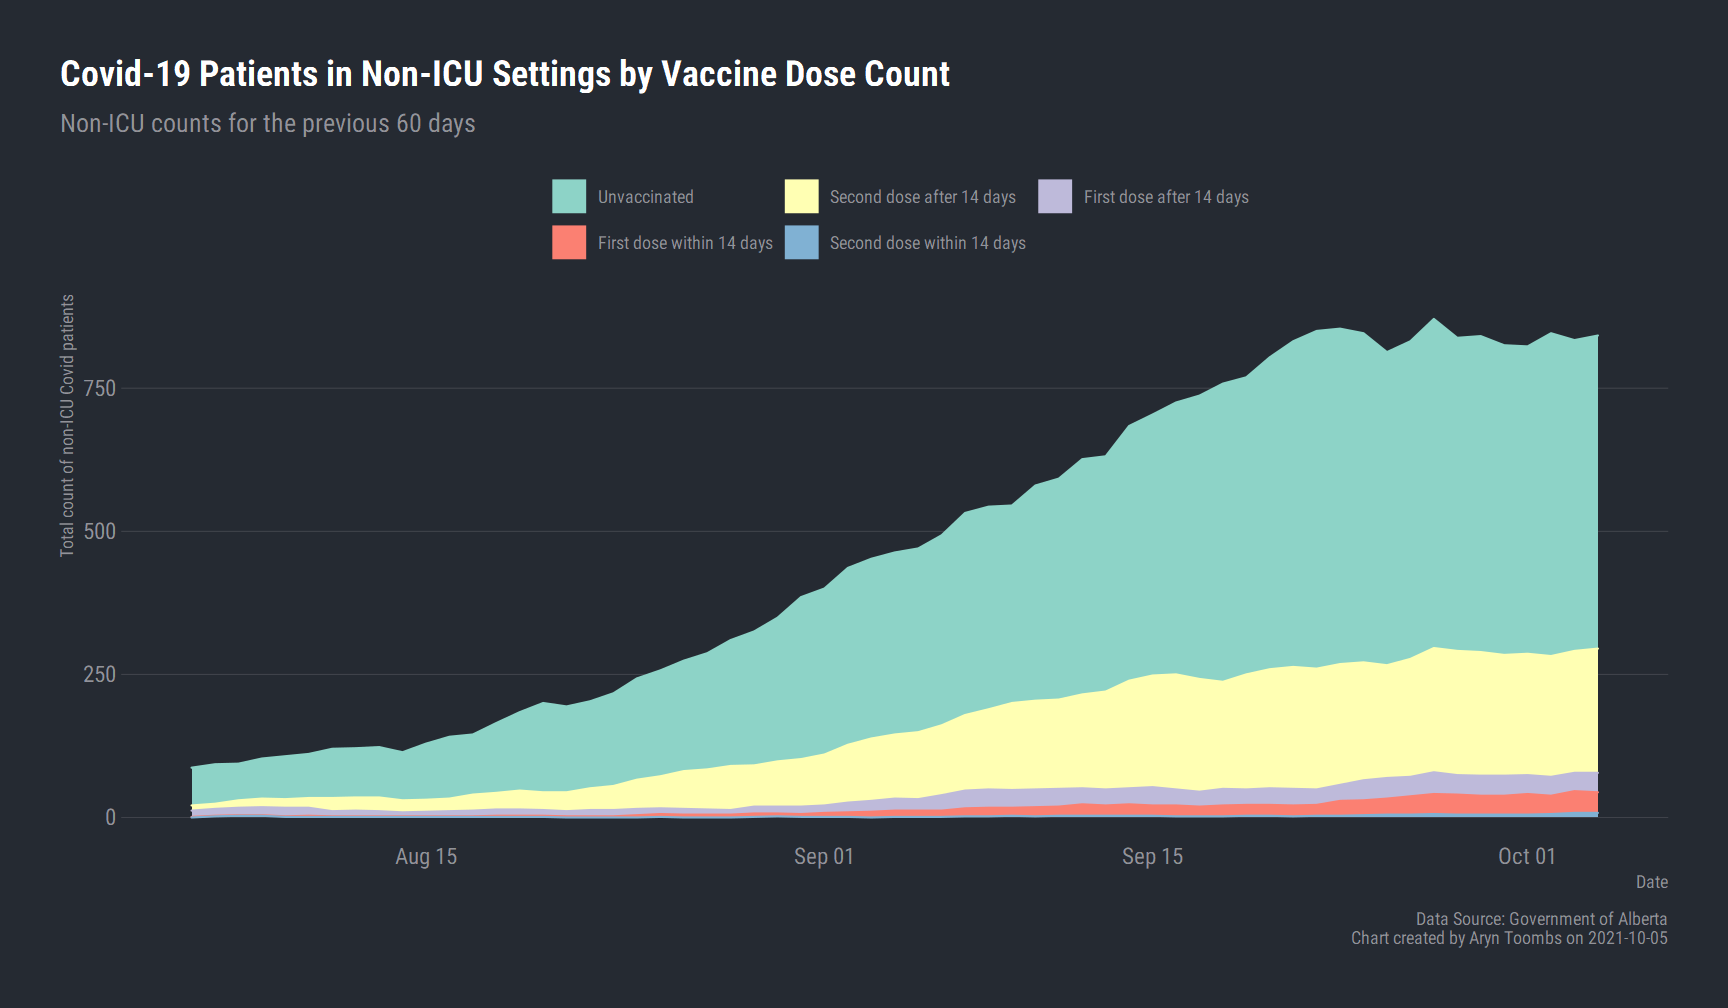 Covid-19 Patients in Non-ICU Settings by Vaccine Dose Count
Non-ICU counts for the previous 60 days
Unvaccinated
Second dose after 14 days
First dose after 14 days
First dose within 14 days
Second dose within 14 days
Total count of non-ICU Covid patients
750
500
250
0
Aug 15
Sep 01
Sep 15
Oct 01
Date
Data Source: Government of Alberta
Chart created by Aryn Toombs on 2021-10-05